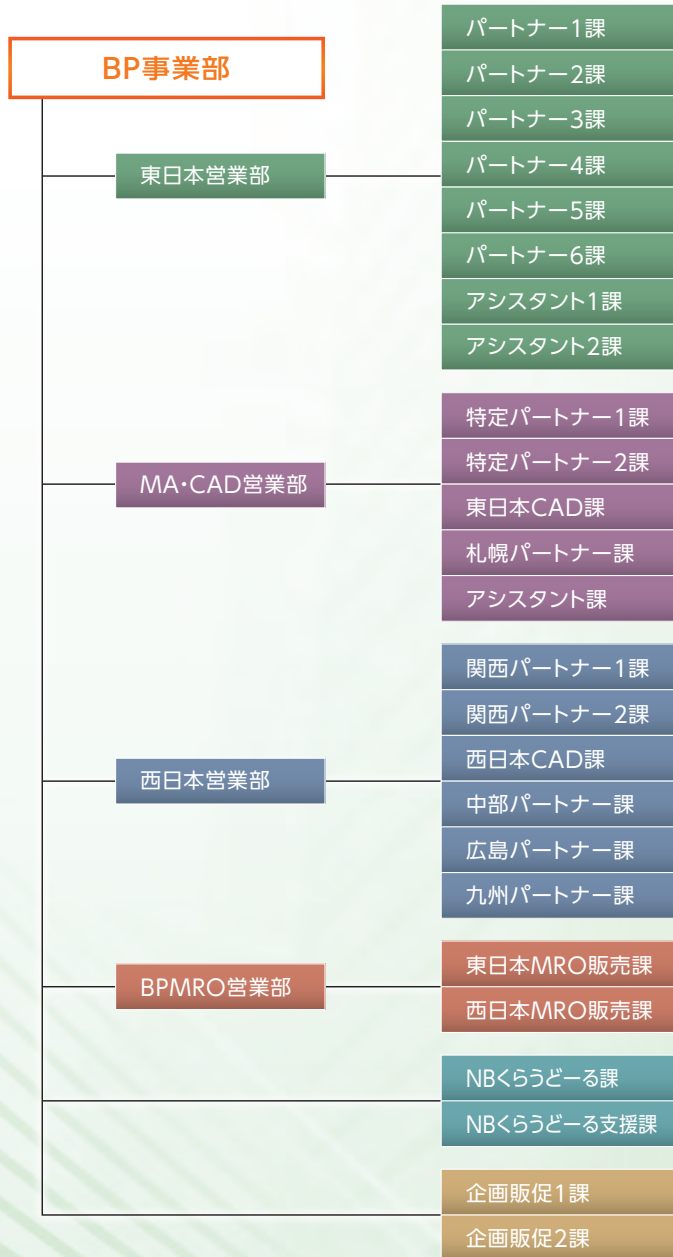 BP事業部
東日本営業部
パートナー1課
パートナー2課
パートナー3課
パートナー4課
パートナー5課
パートナー6課
アシスタント1課
アシスタント2課
MA・CAD営業部
特定パートナー1課
特定パートナー2課
東日本CAD課
札幌パートナー課
アシスタント課
西日本営業部
関西パートナー1課
関西パートナー2課
西日本CAD課
中部パートナー課
広島パートナー課
九州パートナー課
BPMRO営業部
東日本MRO販売課
西日本MRO販売課
NBくらうどーる課
NBくらうどーる支援課
企画販促1課
企画販促2課